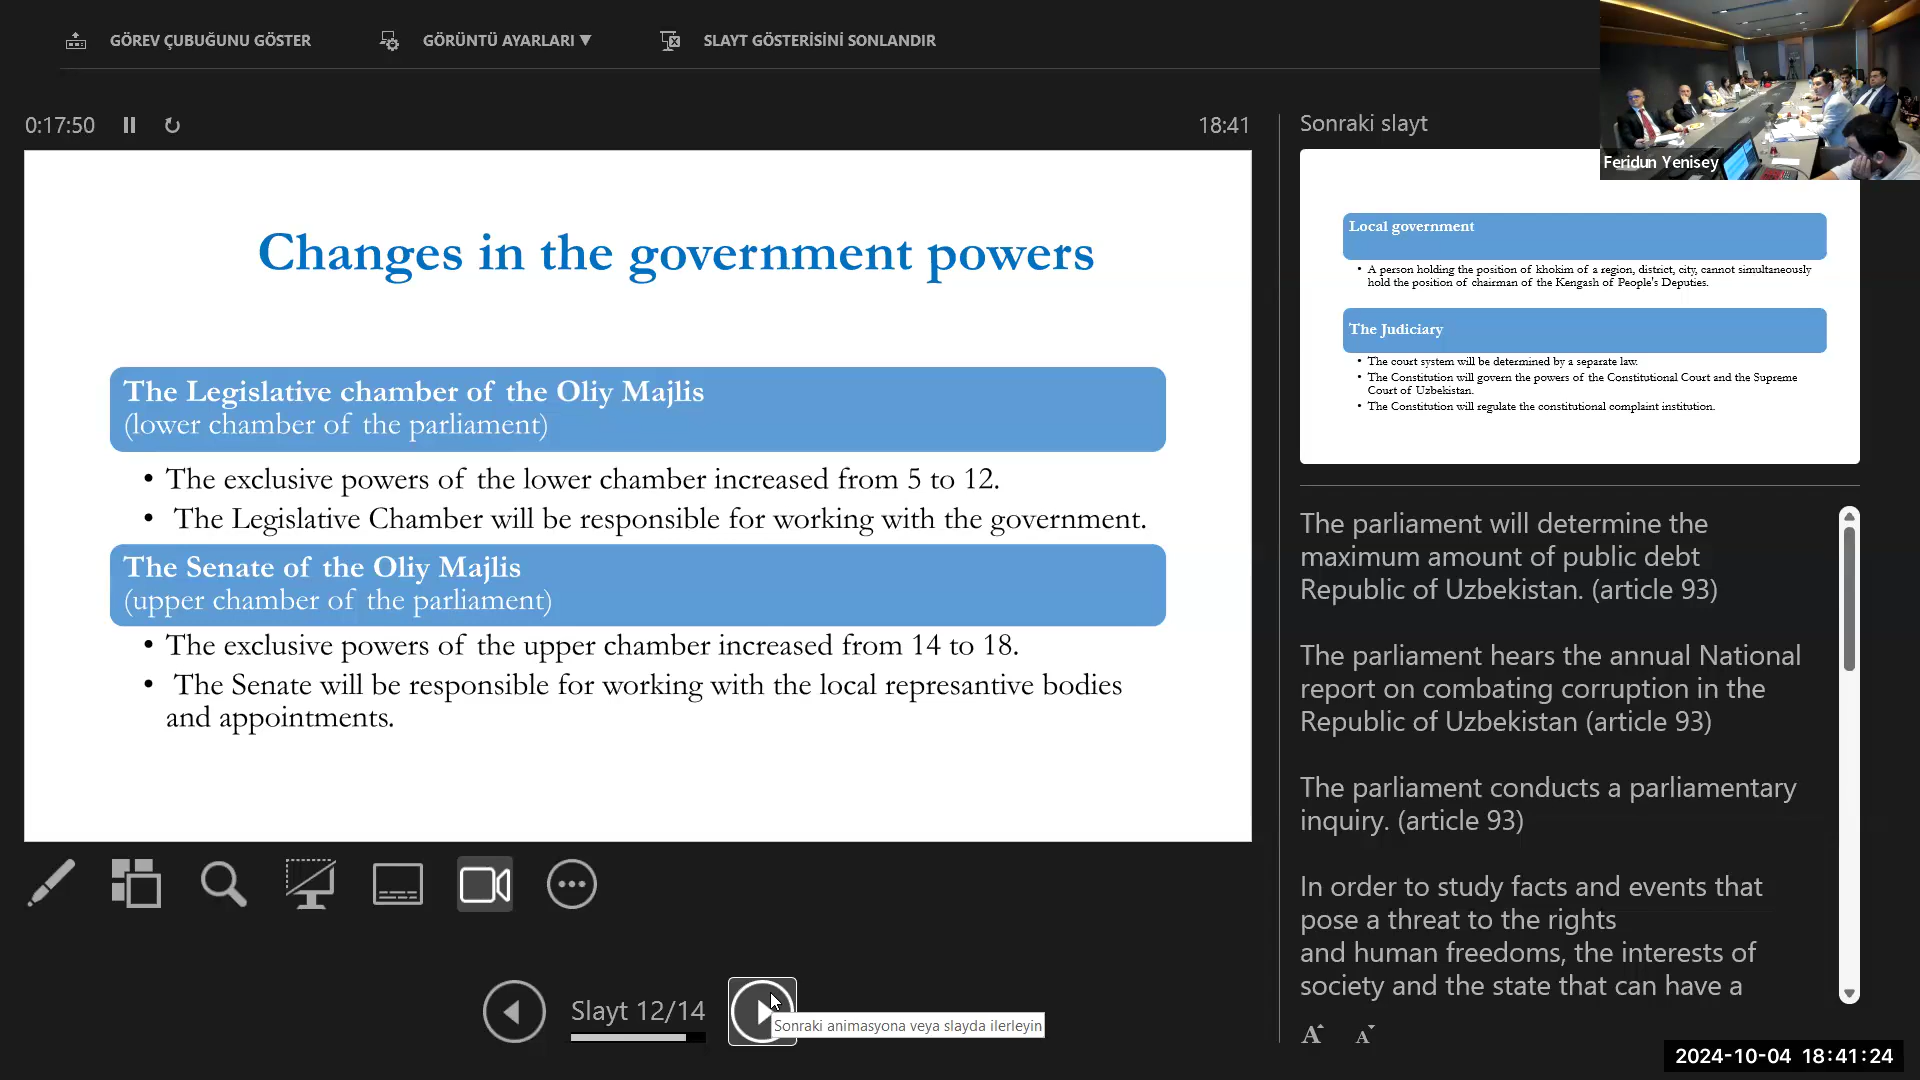 GÖREV ÇUBUĞUNU GÖSTER
GÖRÜNTÜ AYARLARI ▼
SLAYT GÖSTERİSİNİ SONLANDIR
Feridun Yenisey
0:17:50
18:41
Changes in the government powers
The Legislative chamber of the Oliy Majlis
(lower chamber of the parliament)
• The exclusive powers of the lower chamber increased from 5 to 12.
• The Legislative Chamber will be responsible for working with the government.
The Senate of the Oliy Majlis
(upper chamber of the parliament)
• The exclusive powers of the upper chamber increased from 14 to 18.
• The Senate will be responsible for working with the local represantive bodies
and appointments.
Slayt 12/14
Sonraki animasyona veya slayda ilerleyin
Sonraki slayt
Local government
• A person holding the position of khokim of a region, district, city, cannot simultaneously
hold the position of chairman of the Kengash of People's Deputies.
The Judiciary
• The court system will be determined by a separate law.
• The Constitution will govern the powers of the Constitutional Court and the Supreme
Court of Uzbekistan.
• The Constitution will regulate the constitutional complaint institution.
The parliament will determine the
maximum amount of public debt
Republic of Uzbekistan. (article 93)
The parliament hears the annual National
report on combating corruption in the
Republic of Uzbekistan (article 93)
The parliament conducts a parliamentary
inquiry. (article 93)
In order to study facts and events that
pose a threat to the rights
and human freedoms, the interests of
society and the state that can have a
A A
2024-10-04 18:41:24